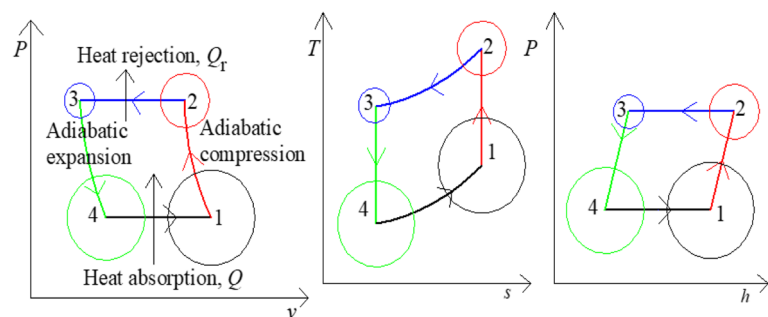 P
Heat rejection, Qr
3
2
Adiabatic expansion
Adiabatic compression
4
1
Heat absorption, Q
v
T
2
3
1
4
s
P
3
2
4
1
h